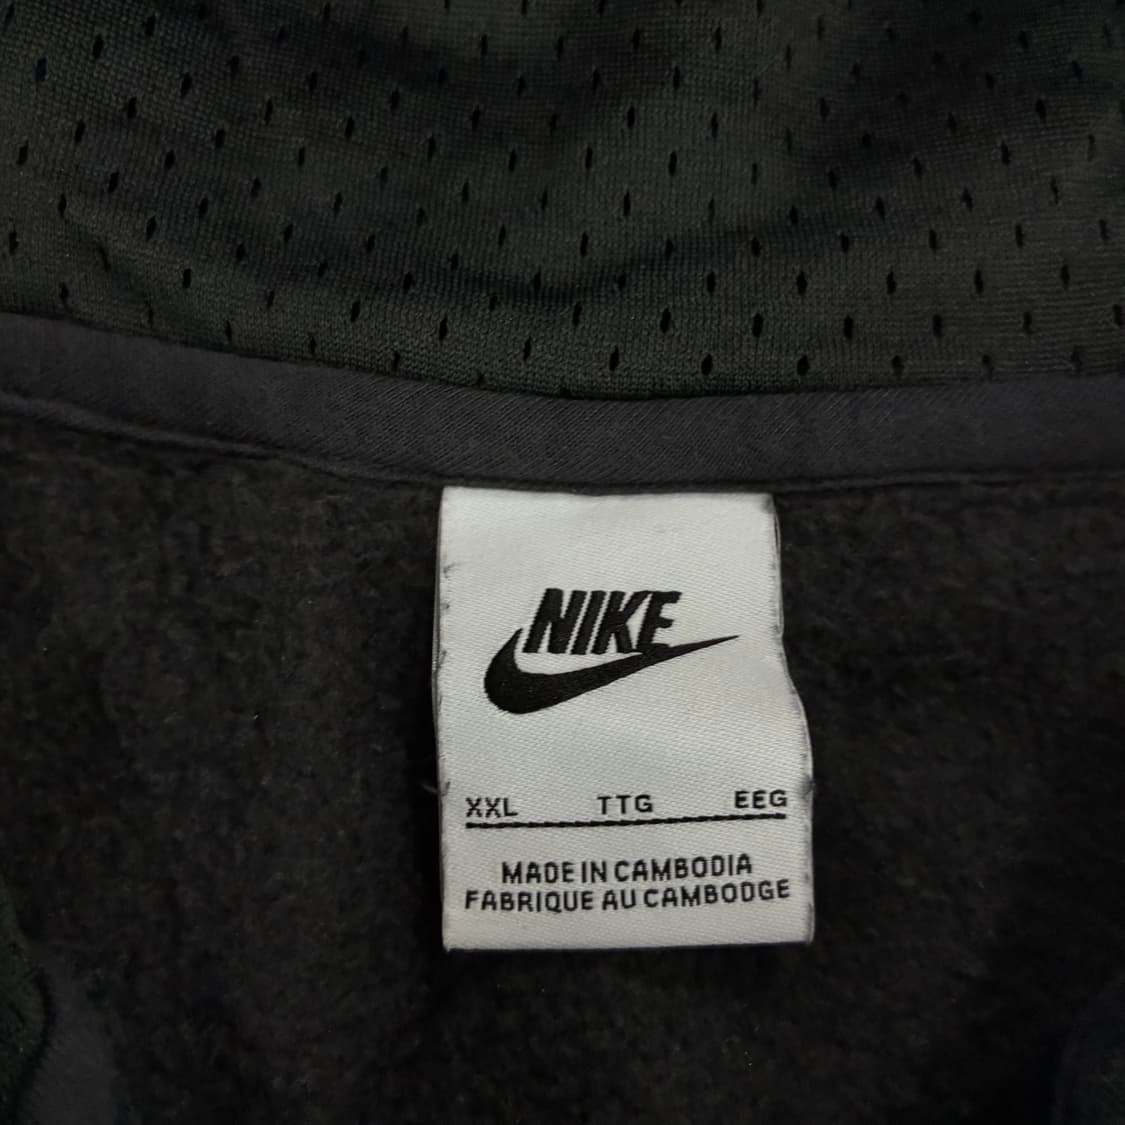 NIKE
XXL TTG EEG
MADE IN CAMBODIA
FABRIQUE AU CAMBODGE